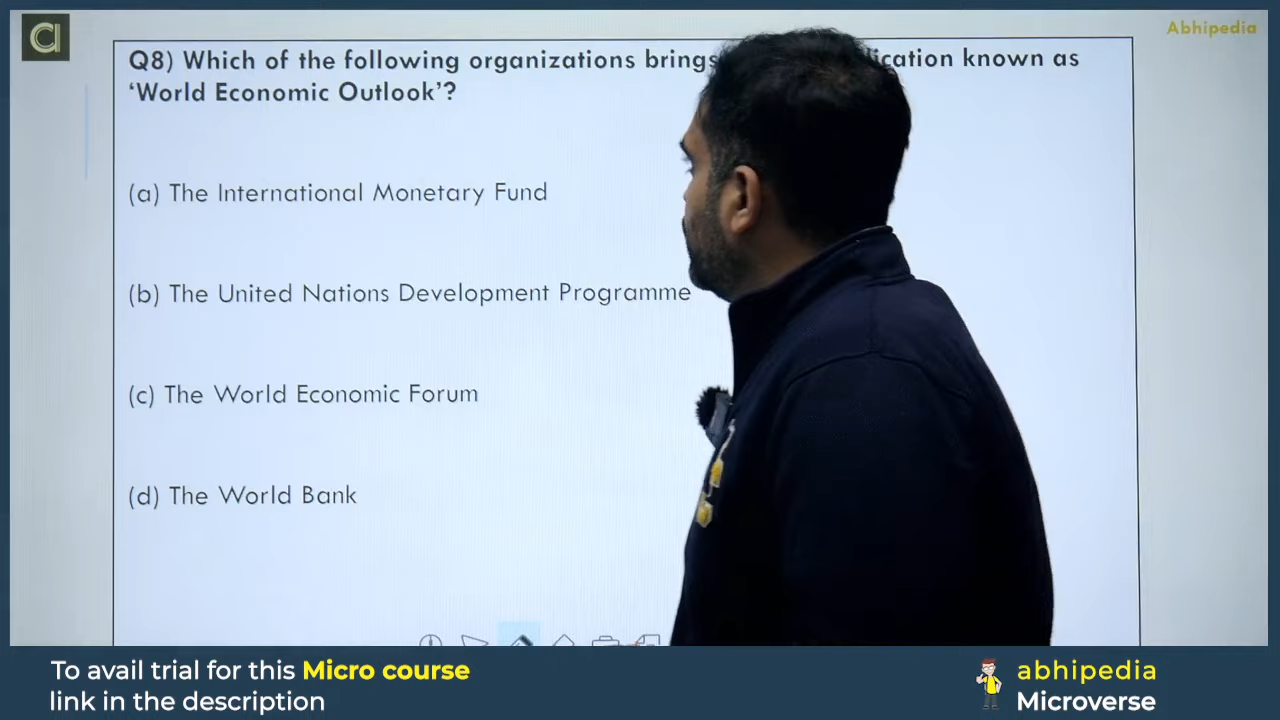 Abhipedia
Q8) Which of the following organizations brings known as
‘World Economic Outlook’?
(a) The International Monetary Fund
(b) The United Nations Development Programme
(c) The World Economic Forum
(d) The World Bank
To avail trial for this Micro course
link in the description
abhipedia
Microverse